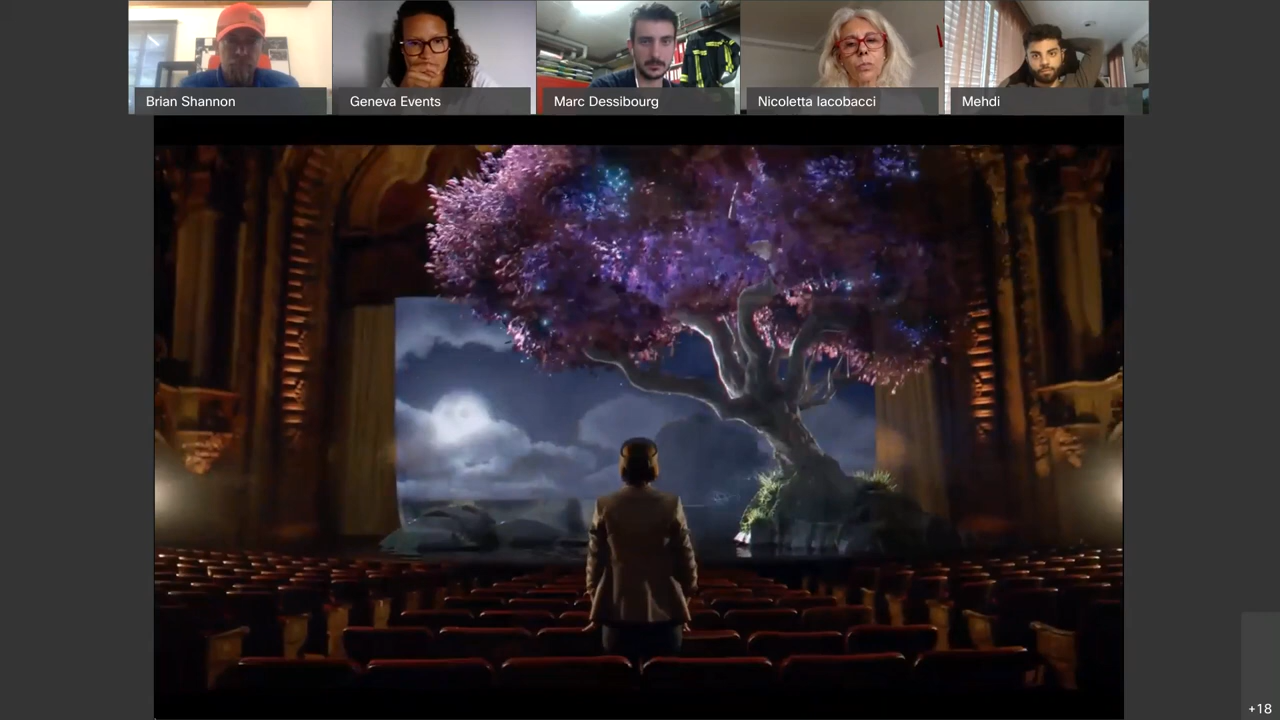 Brian Shannon
Geneva Events
Marc Dessibourg
Nicoletta Iacobacci
Mehdi
+18